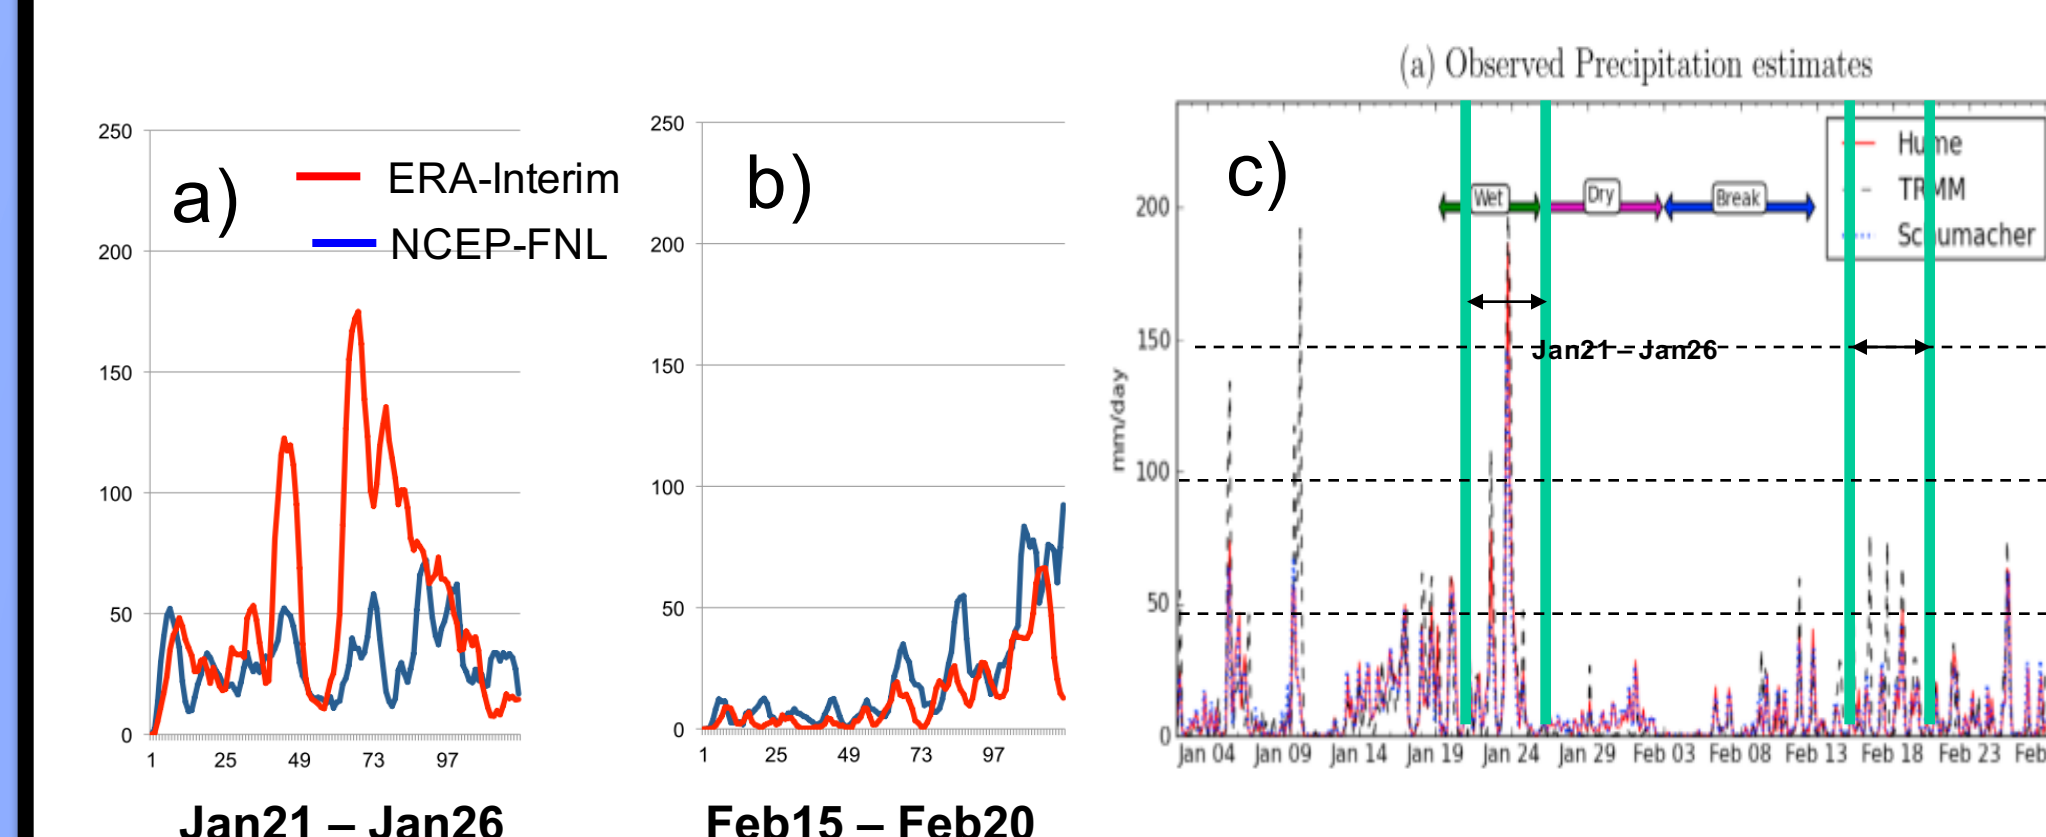 (a) Observed Precipitation estimates
a)
ERA-Interim
NCEP-FNL
250
200
150
100
50
0
1 25 49 73 97
Jan21 – Jan26
b)
250
200
150
100
50
0
1 25 49 73 97
Feb15 – Feb20
c)
Wet
Dry
Break
Hume
TRMM
Schumacher
Jan21 – Jan26
mm/day
200
150
100
50
0
Jan 04 Jan 09 Jan 14 Jan 19 Jan 24 Jan 29 Feb 03 Feb 08 Feb 13 Feb 18 Feb 23 Feb